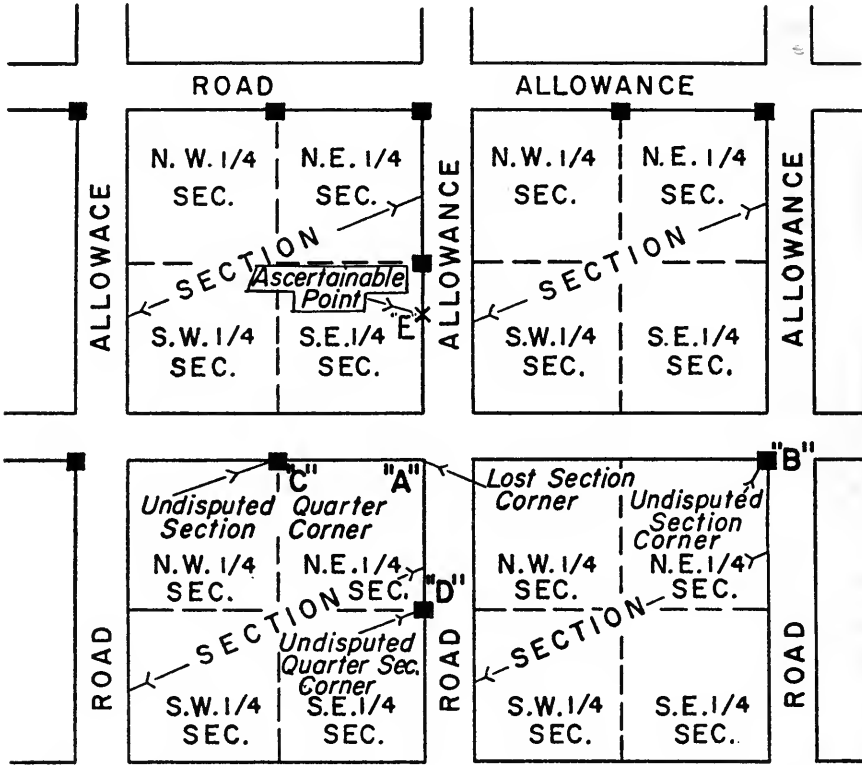 ROAD ALLOWANCE
N.W. 1/4 SEC.
N.E. 1/4 SEC.
N.W. 1/4 SEC.
N.E. 1/4 SEC.
ALLOWACE
SECTION
ALLOWANCE
SECTION
ALLOWANCE
Ascertainable
Point
"E"
S.W. 1/4 SEC.
S.E. 1/4 SEC.
S.W. 1/4 SEC.
S.E. 1/4 SEC.
"C"
"A"
"B"
Undisputed Quarter
Section Corner
Lost Section
Corner
Undisputed
Section
Corner
N.W. 1/4 SEC.
N.E. 1/4 SEC.
N.W. 1/4 SEC.
N.E. 1/4 SEC.
"D"
ROAD
SECTION
ROAD
SECTION
ROAD
Undisputed
Quarter Sec.
Corner
S.W. 1/4 SEC.
S.E. 1/4 SEC.
S.W. 1/4 SEC.
S.E. 1/4 SEC.